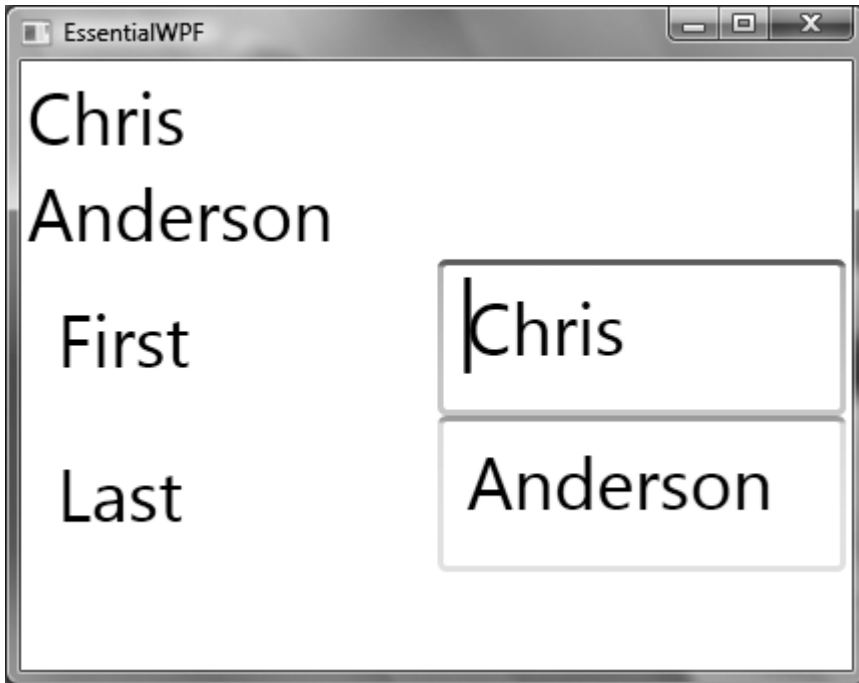 EssentialWPF
Chris
Anderson
First Chris
Last Anderson